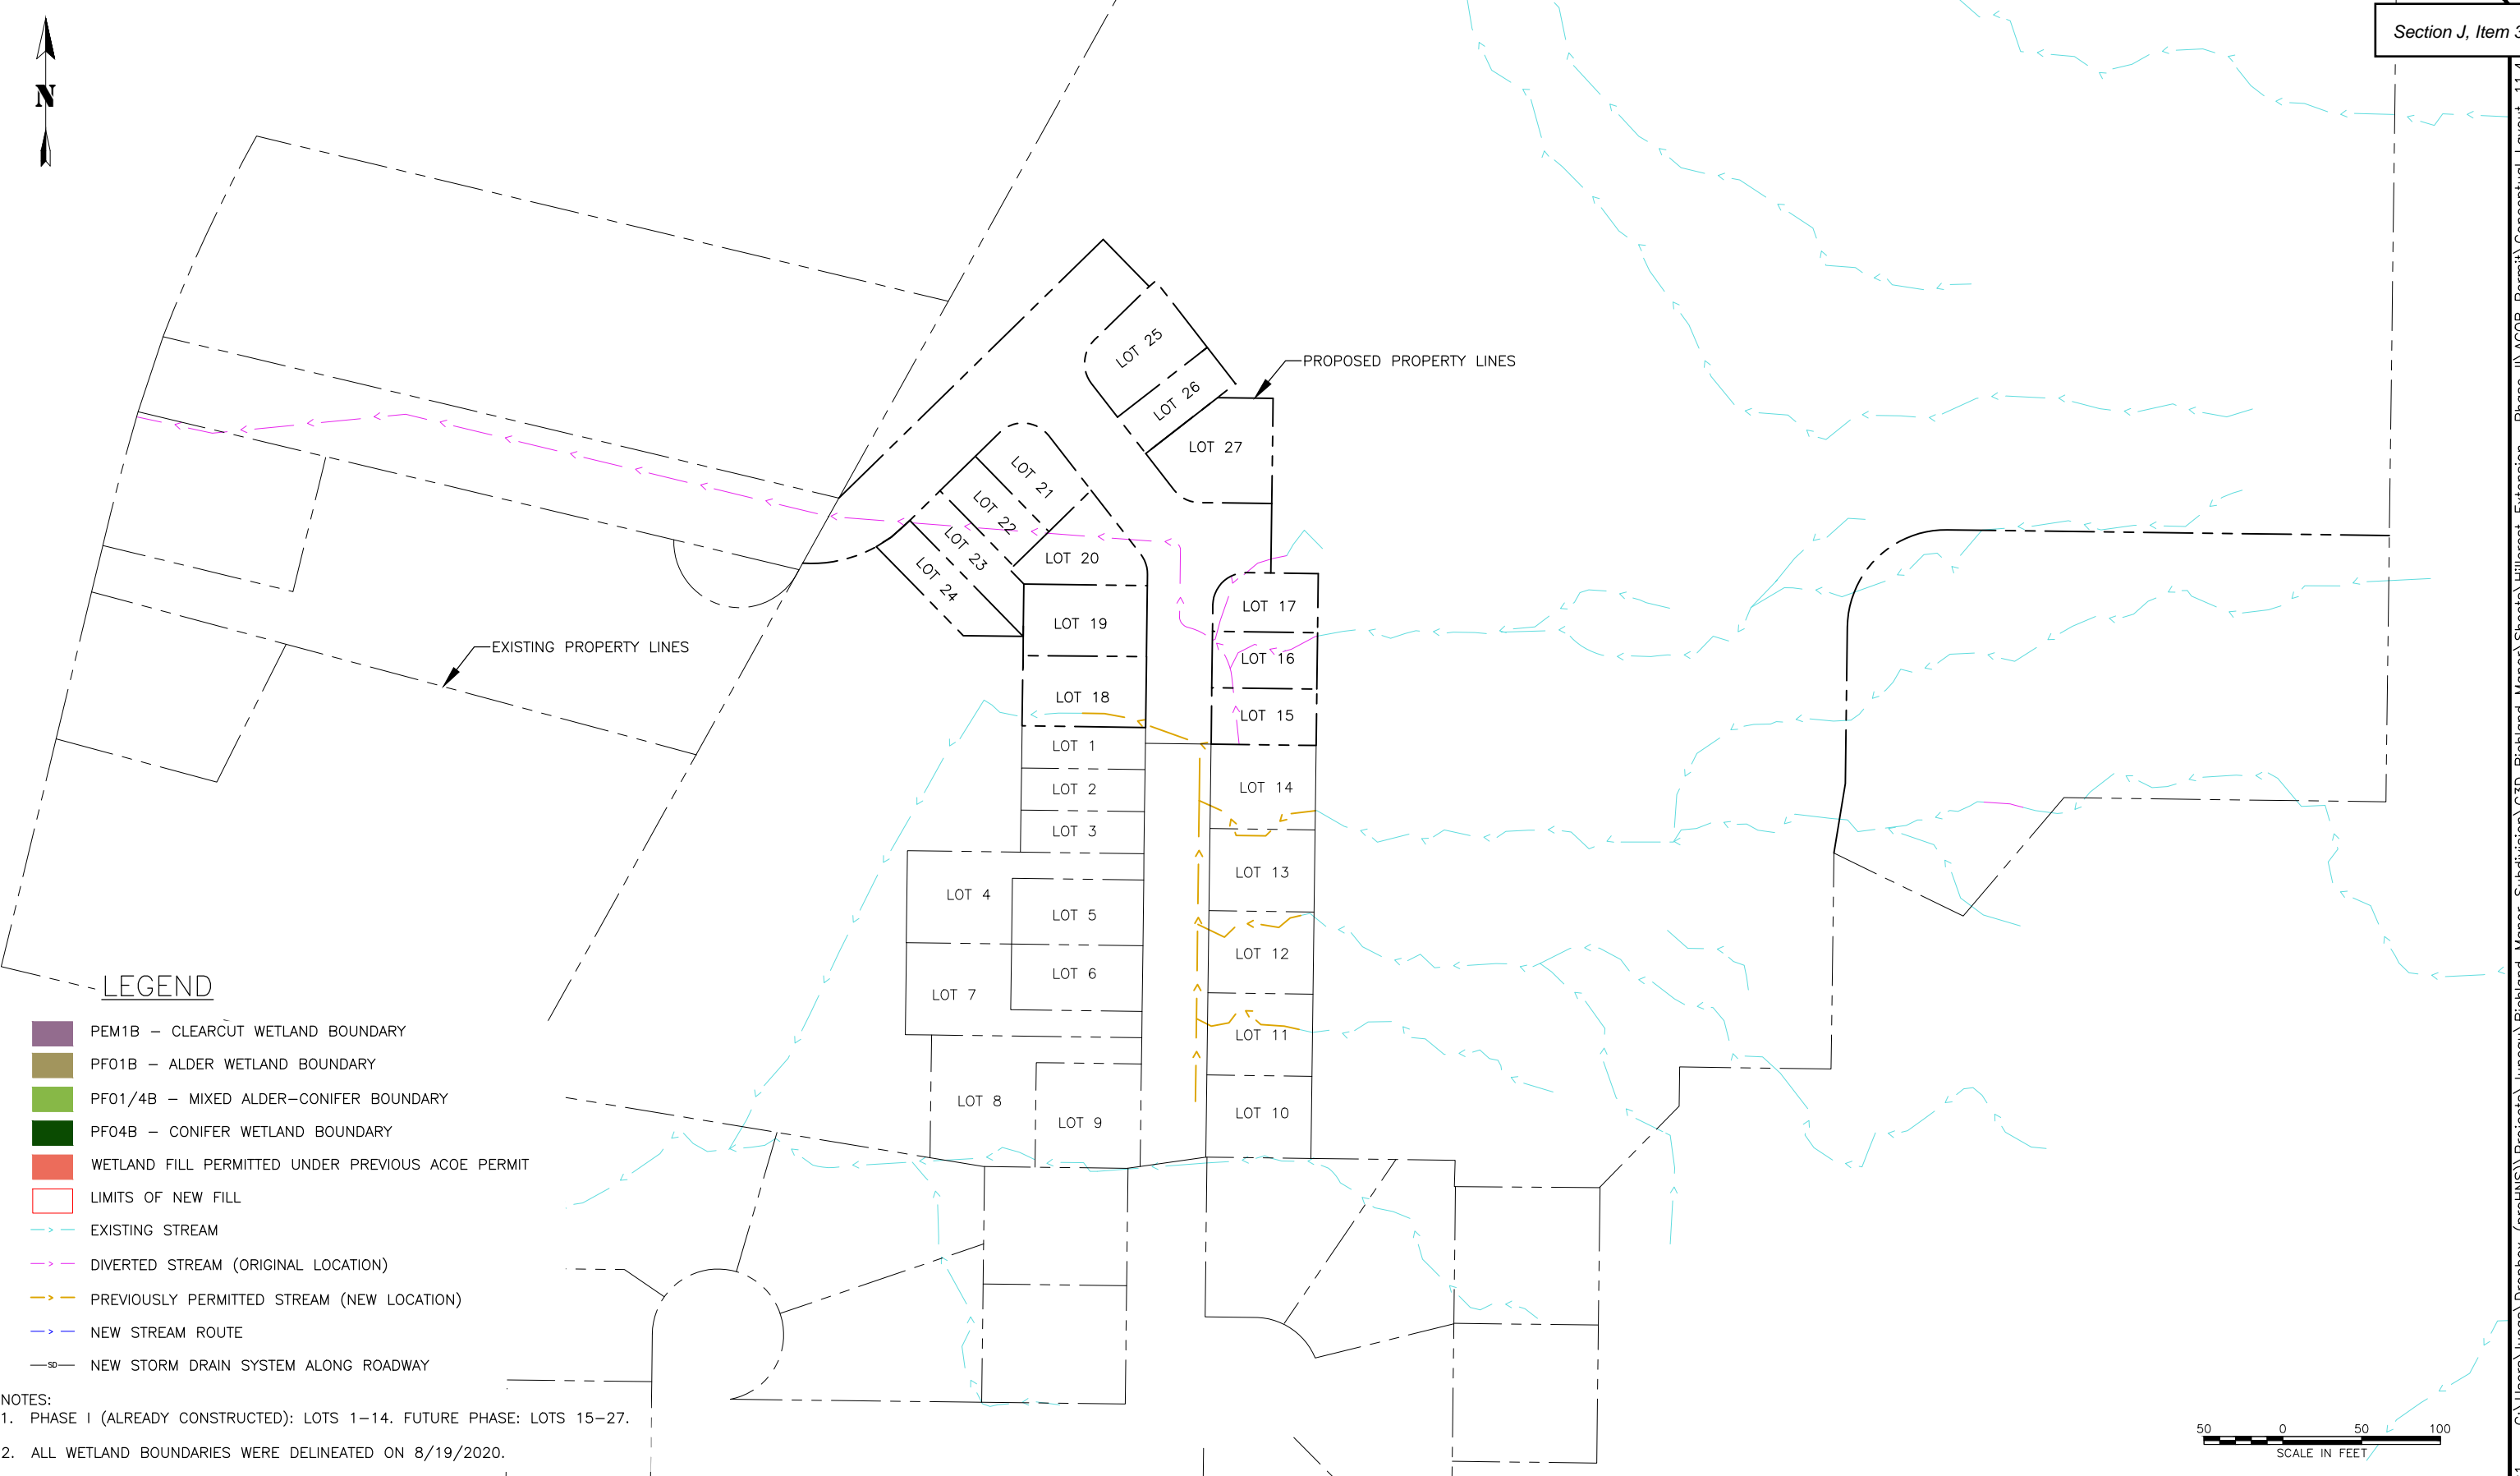 Section J, Item 3
N
PROPOSED PROPERTY LINES
EXISTING PROPERTY LINES
LOT 25
LOT 26
LOT 27
LOT 21
LOT 22
LOT 23
LOT 24
LOT 20
LOT 19
LOT 18
LOT 17
LOT 16
LOT 15
LOT 1
LOT 2
LOT 3
LOT 4
LOT 5
LOT 6
LOT 7
LOT 8
LOT 9
LOT 14
LOT 13
LOT 12
LOT 11
LOT 10
LEGEND
PEM1B – CLEARCUT WETLAND BOUNDARY
PF01B – ALDER WETLAND BOUNDARY
PF01/4B – MIXED ALDER–CONIFER BOUNDARY
PF04B – CONIFER WETLAND BOUNDARY
WETLAND FILL PERMITTED UNDER PREVIOUS ACOE PERMIT
LIMITS OF NEW FILL
EXISTING STREAM
DIVERTED STREAM (ORIGINAL LOCATION)
PREVIOUSLY PERMITTED STREAM (NEW LOCATION)
NEW STREAM ROUTE
SD
NEW STORM DRAIN SYSTEM ALONG ROADWAY
NOTES:
1. PHASE I (ALREADY CONSTRUCTED): LOTS 1–14. FUTURE PHASE: LOTS 15–27.
2. ALL WETLAND BOUNDARIES WERE DELINEATED ON 8/19/2020.
50 0 50 100
SCALE IN FEET